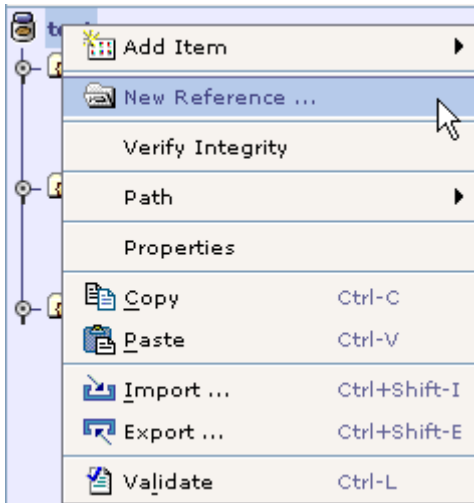 Add Item
New Reference ...
Verify Integrity
Path
Properties
Copy Ctrl-C
Paste Ctrl-V
Import ... Ctrl+Shift-I
Export ... Ctrl+Shift-E
Validate Ctrl-L